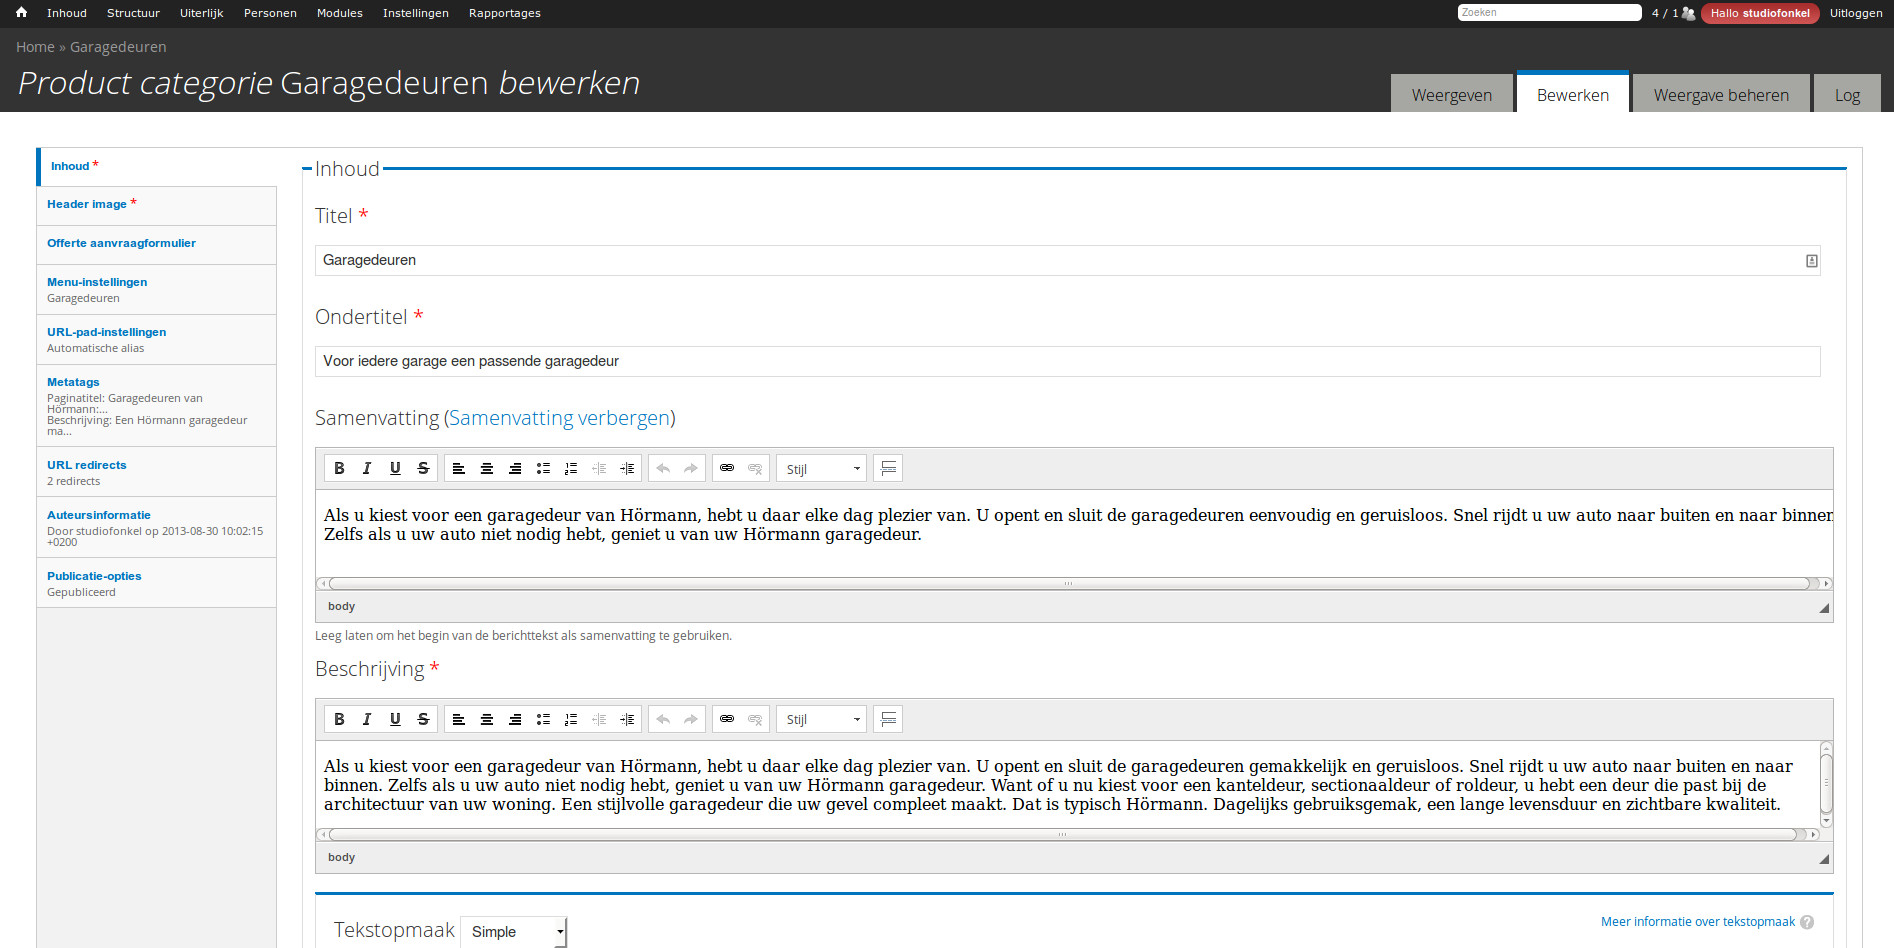 Inhoud Structuur Uiterlijk Personen Modules Instellingen Rapportages Zoeken 4 / 1 Hallo studiofonkel Uitloggen
Home » Garagedeuren
Product categorie Garagedeuren bewerken
Weergeven Bewerken Weergave beheren Log
Inhoud *
Header image *
Offerte aanvraagformulier
Menu-instellingen
Garagedeuren
URL-pad-instellingen
Automatische alias
Metatags
Paginatitel: Garagedeuren van
Hörmann:...
Beschrijving: Een Hörmann garagedeur
ma...
URL redirects
2 redirects
Auteursinformatie
Door studiofonkel op 2013-08-30 10:02:15
+0200
Publicatie-opties
Gepubliceerd
Inhoud
Titel *
Garagedeuren
Ondertitel *
Voor iedere garage een passende garagedeur
Samenvatting (Samenvatting verbergen)
B I U S Stijl
Als u kiest voor een garagedeur van Hörmann, hebt u daar elke dag plezier van. U opent en sluit de garagedeuren eenvoudig en geruisloos. Snel rijdt u uw auto naar buiten en naar binnen
Zelfs als u uw auto niet nodig hebt, geniet u van uw Hörmann garagedeur.
body
Leeg laten om het begin van de berichttekst als samenvatting te gebruiken.
Beschrijving *
B I U S Stijl
Als u kiest voor een garagedeur van Hörmann, hebt u daar elke dag plezier van. U opent en sluit de garagedeuren gemakkelijk en geruisloos. Snel rijdt u uw auto naar buiten en naar
binnen. Zelfs als u uw auto niet nodig hebt, geniet u van uw Hörmann garagedeur. Want of u nu kiest voor een kanteldeur, sectionaaldeur of roldeur, u hebt een deur die past bij de
architectuur van uw woning. Een stijlvolle garagedeur die uw gevel compleet maakt. Dat is typisch Hörmann. Dagelijks gebruiksgemak, een lange levensduur en zichtbare kwaliteit.
body
Tekstopmaak Simple
Meer informatie over tekstopmaak ?